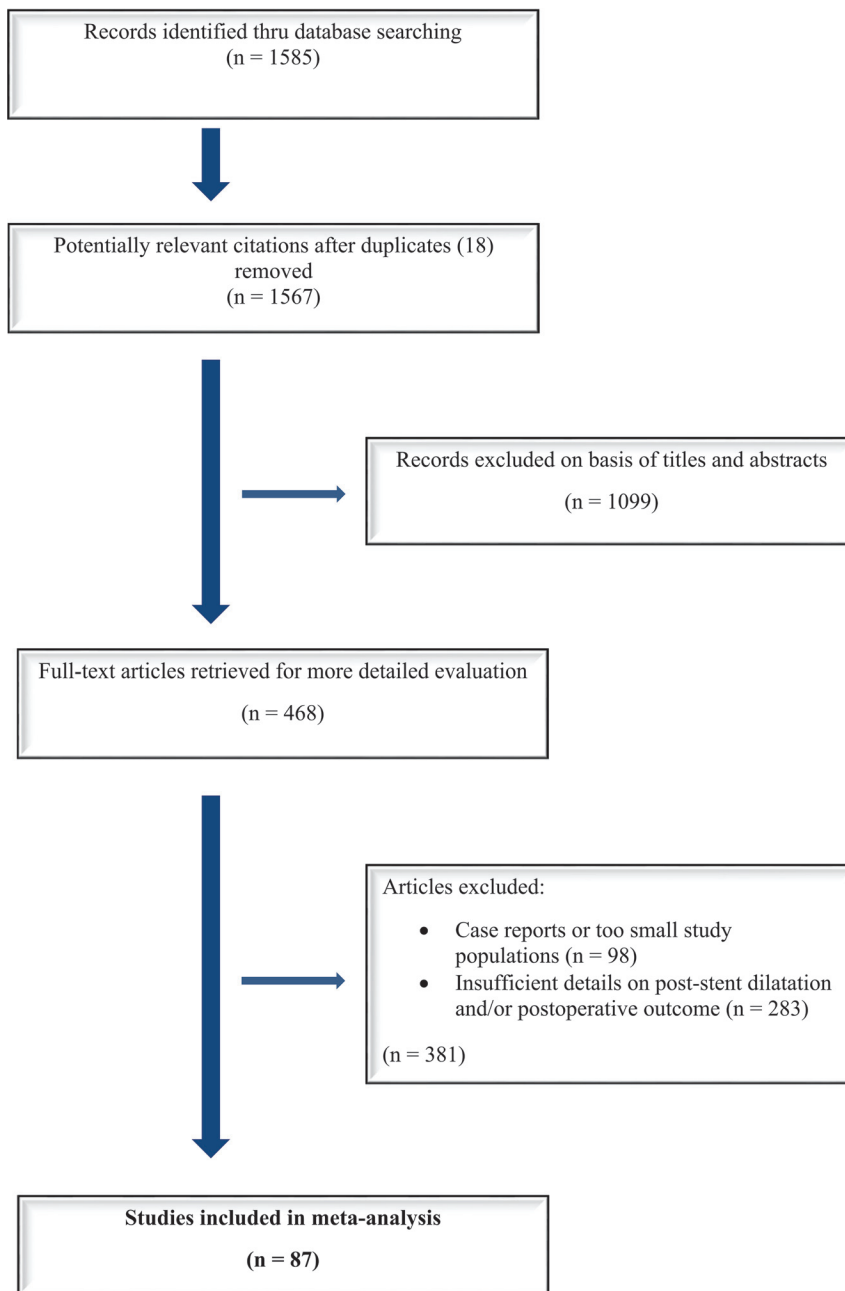 Records identified thru database searching
(n = 1585)
Potentially relevant citations after duplicates (18)
removed
(n = 1567)
Records excluded on basis of titles and abstracts
(n = 1099)
Full-text articles retrieved for more detailed evaluation
(n = 468)
Articles excluded:
• Case reports or too small study
populations (n = 98)
• Insufficient details on post-stent dilatation
and/or postoperative outcome (n = 283)
(n = 381)
Studies included in meta-analysis
(n = 87)